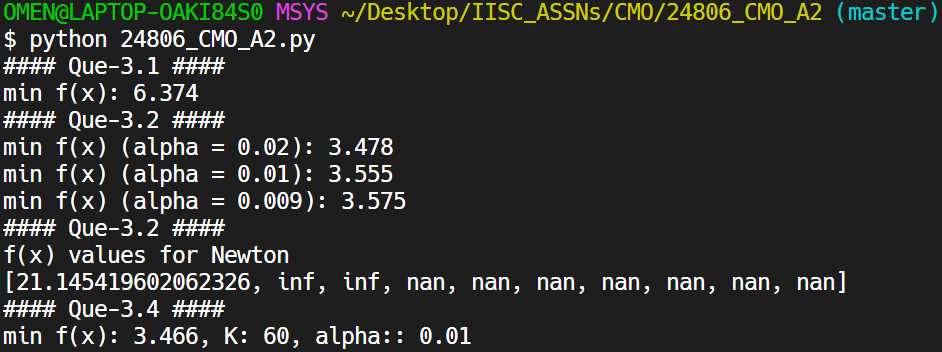 OMEN@LAPTOP-OAKI84S0 MSYS ~/Desktop/IISC_ASSNs/CMO/24806_CMO_A2 (master)
$ python 24806_CMO_A2.py
#### Que-3.1 ####
min f(x): 6.374
#### Que-3.2 ####
min f(x) (alpha = 0.02): 3.478
min f(x) (alpha = 0.01): 3.555
min f(x) (alpha = 0.009): 3.575
#### Que-3.2 ####
f(x) values for Newton
[21.145419602062326, inf, inf, nan, nan, nan, nan, nan, nan, nan]
#### Que-3.4 ####
min f(x): 3.466, K: 60, alpha:: 0.01